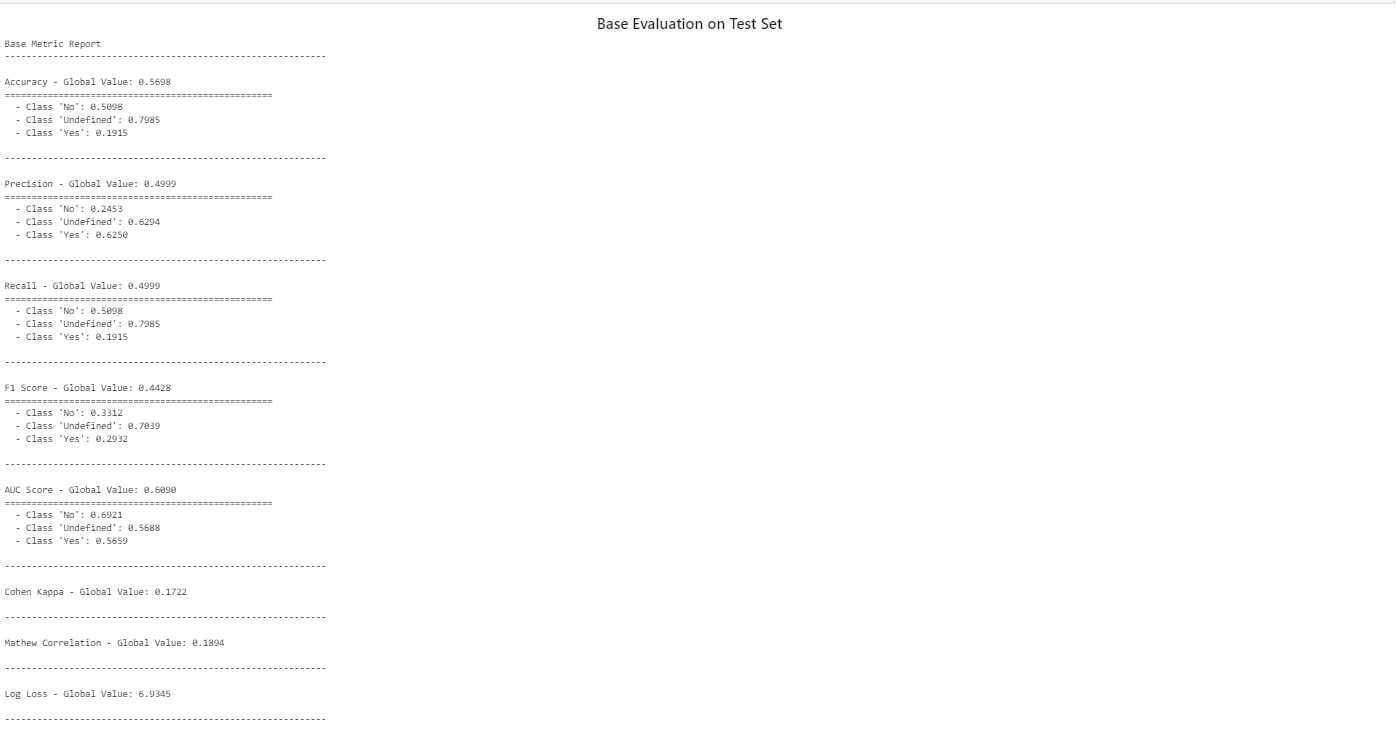 Base Evaluation on Test Set
Base Metric Report
------------------------------------------------------------
Accuracy - Global Value: 0.5698
==================================================
- Class 'No': 0.5098
- Class 'Undefined': 0.7985
- Class 'Yes': 0.1915
------------------------------------------------------------
Precision - Global Value: 0.4999
==================================================
- Class 'No': 0.2453
- Class 'Undefined': 0.6294
- Class 'Yes': 0.6250
------------------------------------------------------------
Recall - Global Value: 0.4999
==================================================
- Class 'No': 0.5098
- Class 'Undefined': 0.7985
- Class 'Yes': 0.1915
------------------------------------------------------------
F1 Score - Global Value: 0.4428
==================================================
- Class 'No': 0.3312
- Class 'Undefined': 0.7039
- Class 'Yes': 0.2932
------------------------------------------------------------
AUC Score - Global Value: 0.6090
==================================================
- Class 'No': 0.6921
- Class 'Undefined': 0.5688
- Class 'Yes': 0.5659
------------------------------------------------------------
Cohen Kappa - Global Value: 0.1722
------------------------------------------------------------
Mathew Correlation - Global Value: 0.1894
------------------------------------------------------------
Log Loss - Global Value: 6.9345
------------------------------------------------------------